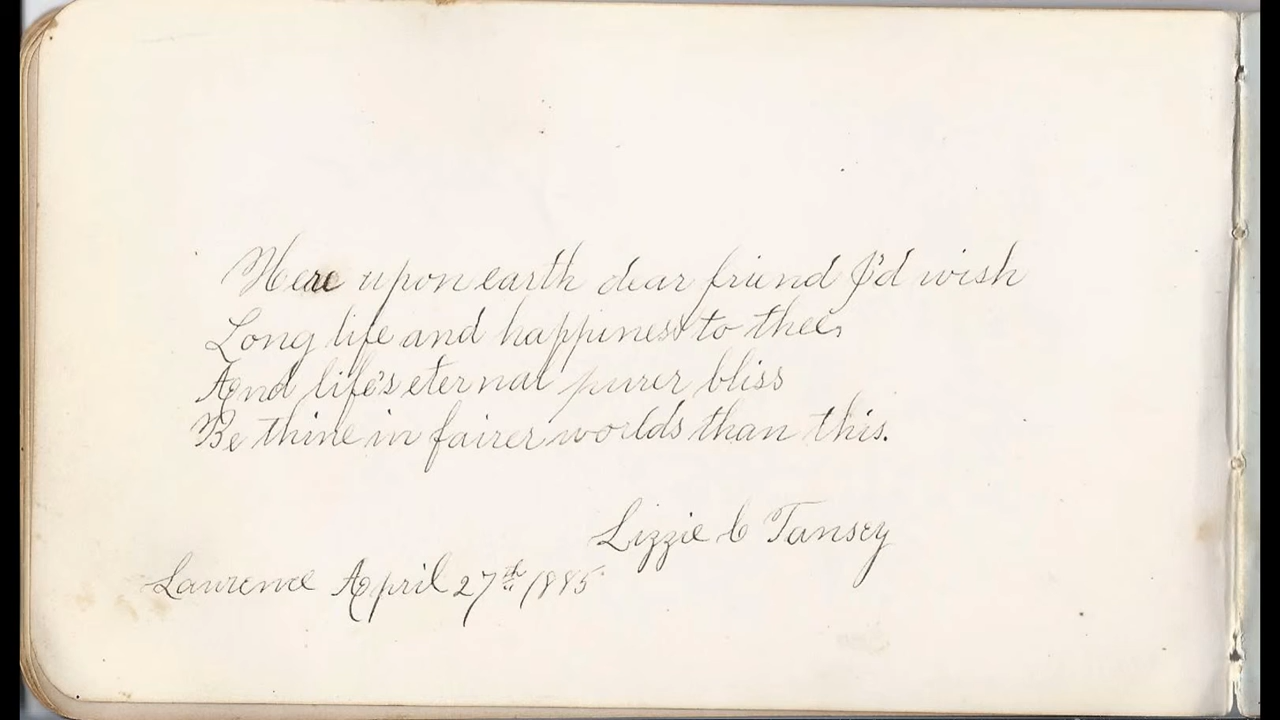 Here upon earth dear friend I'd wish
Long life and happiness to thee,
And life's eternal purer bliss
Be thine in fairer worlds than this.
Lizzie C Tansey
Lawrence April 27th 1885